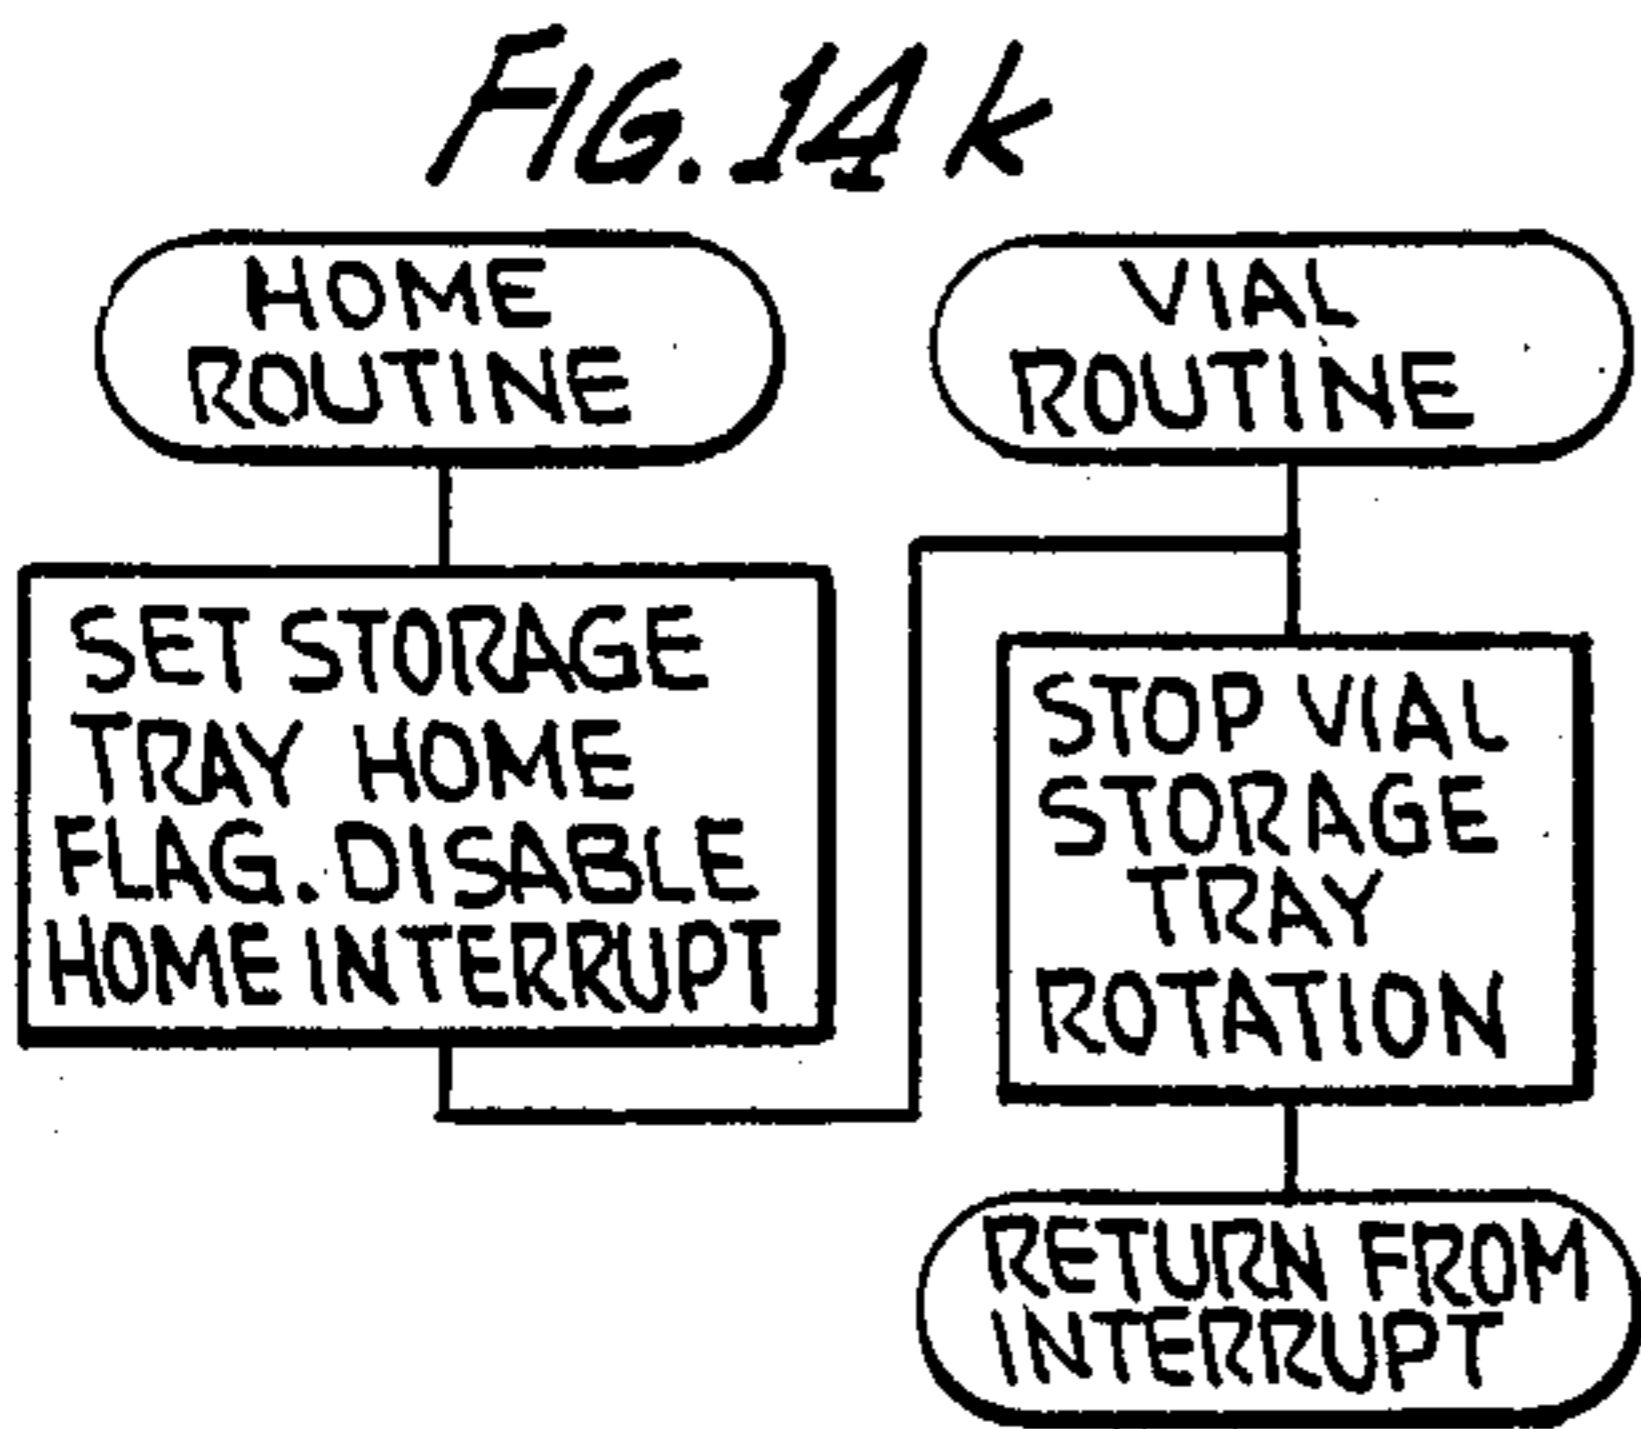 FIG. 14 k
HOME
ROUTINE
SET STORAGE
TRAY HOME
FLAG. DISABLE
HOME INTERRUPT
VIAL
ROUTINE
STOP VIAL
STORAGE
TRAY
ROTATION
RETURN FROM
INTERRUPT